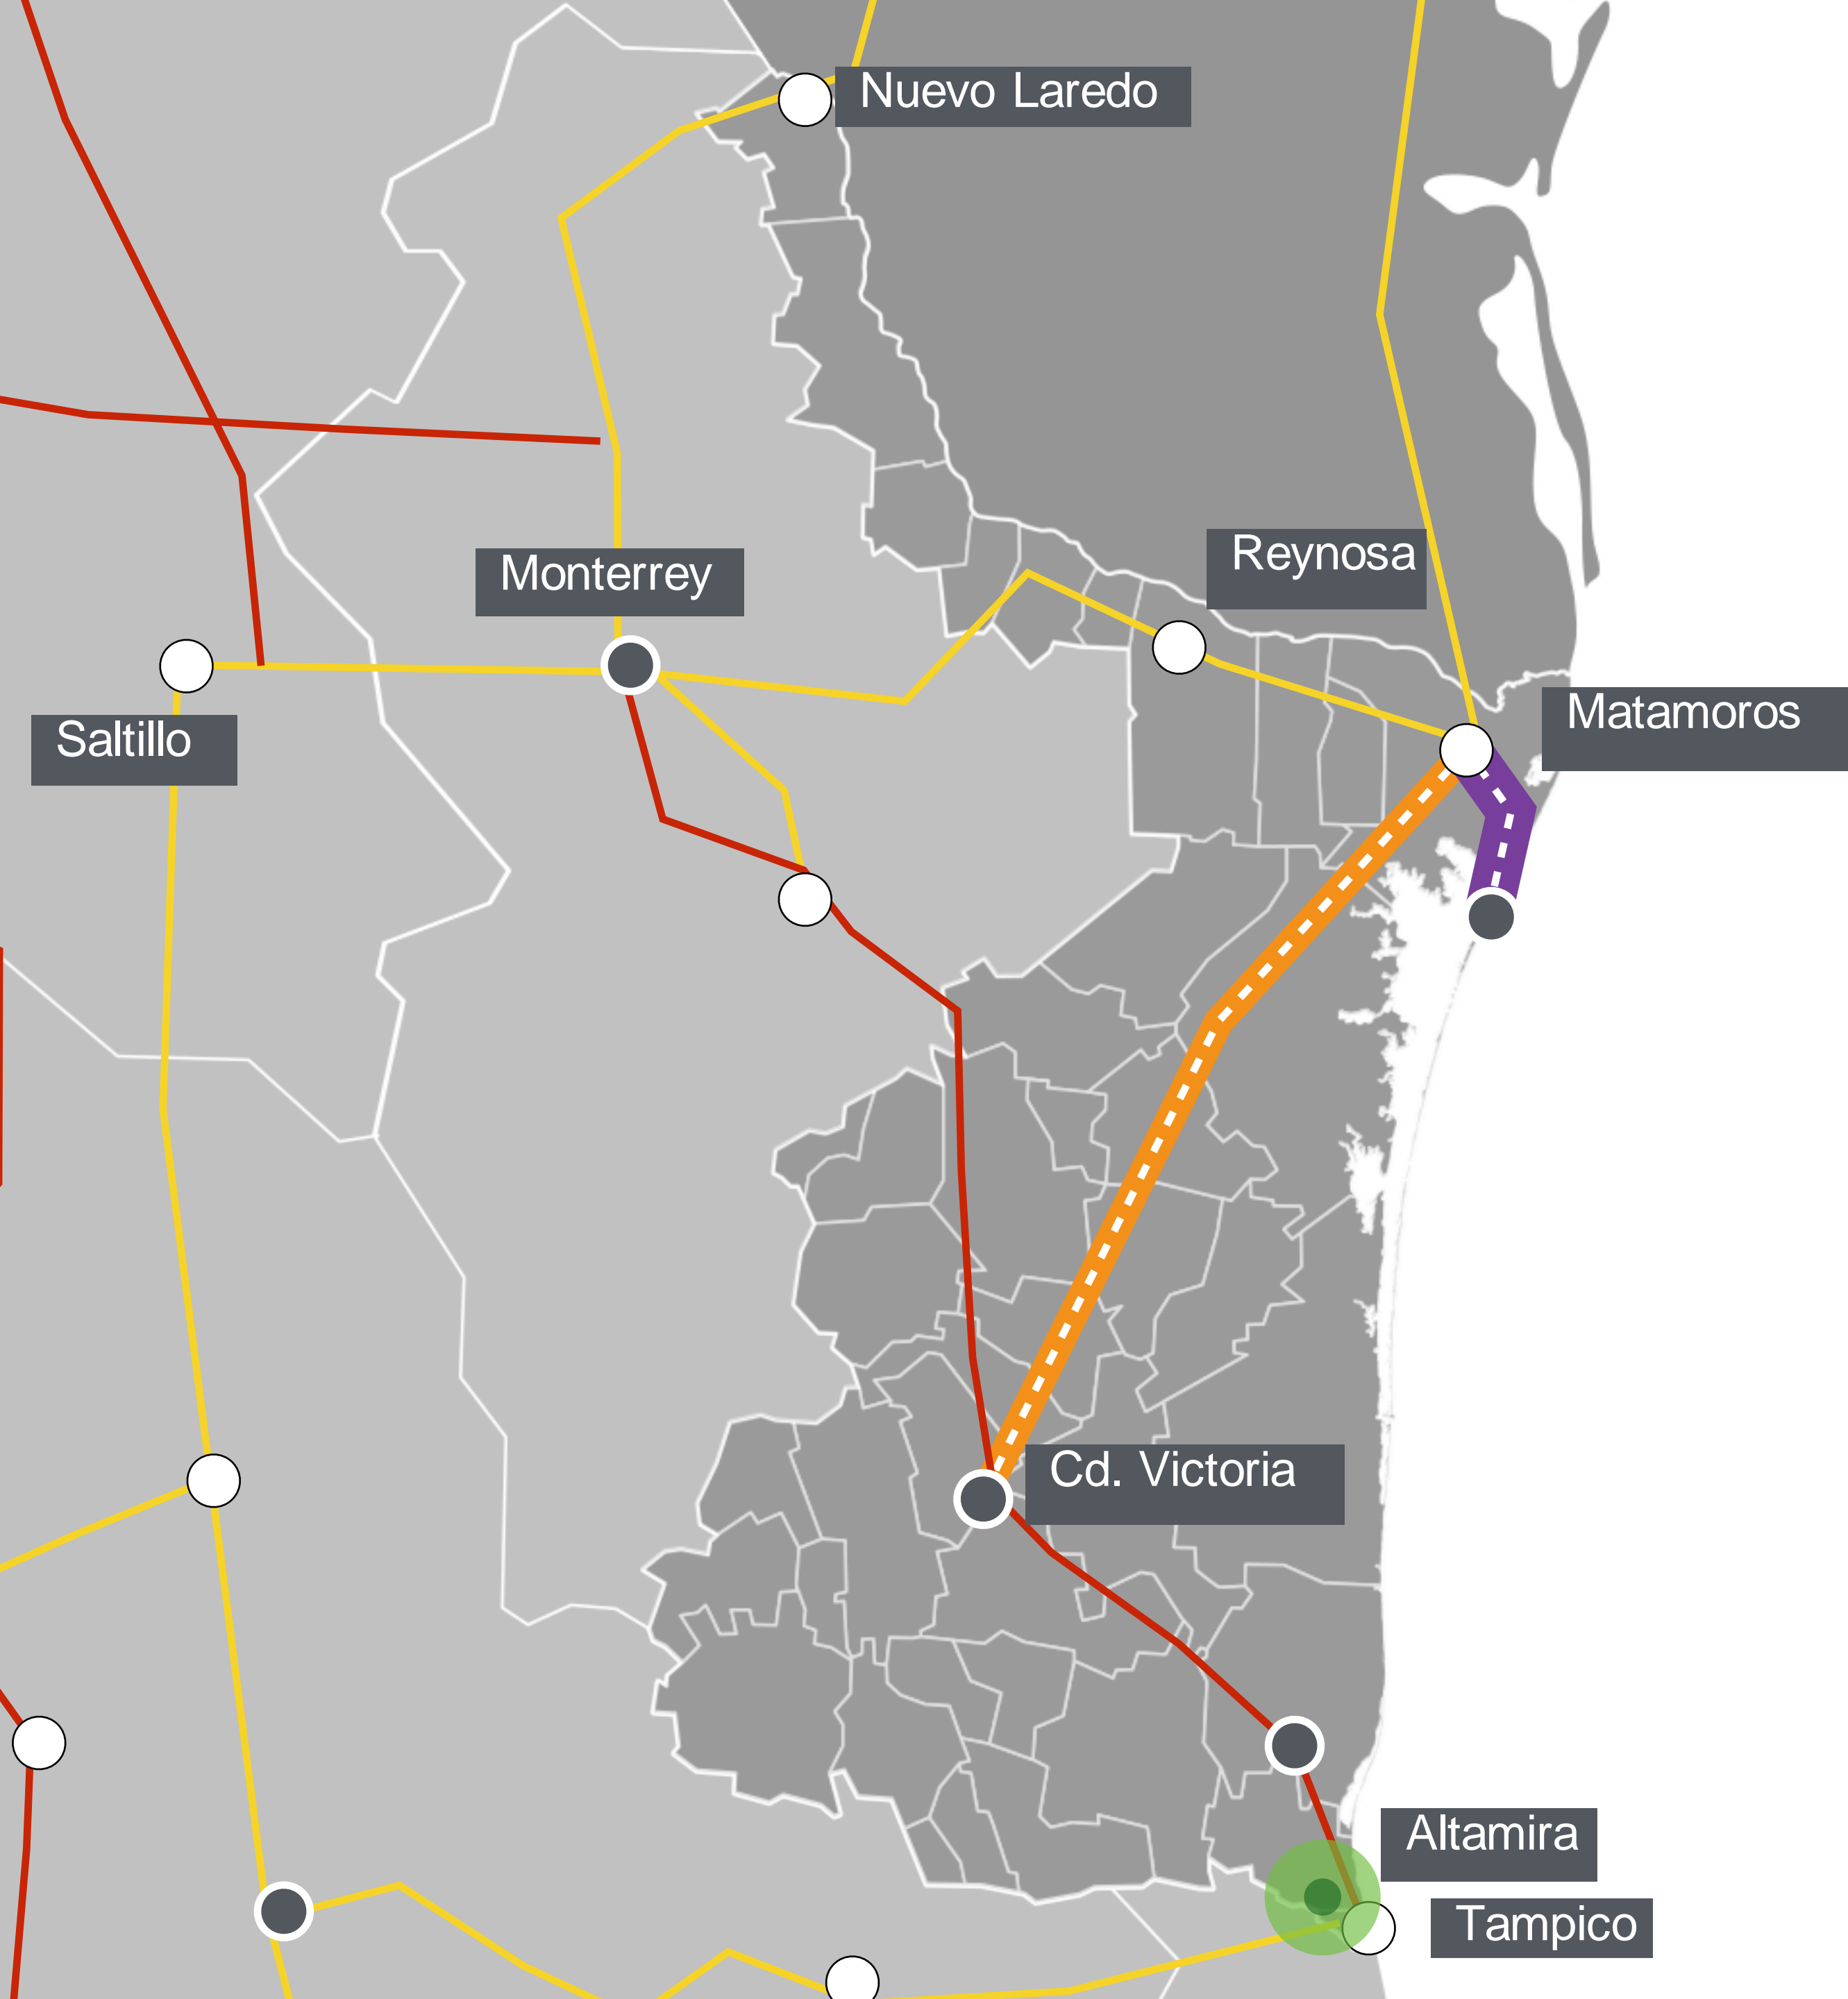 Nuevo Laredo
Reynosa
Monterrey
Matamoros
Saltillo
Cd. Victoria
Altamira
Tampico